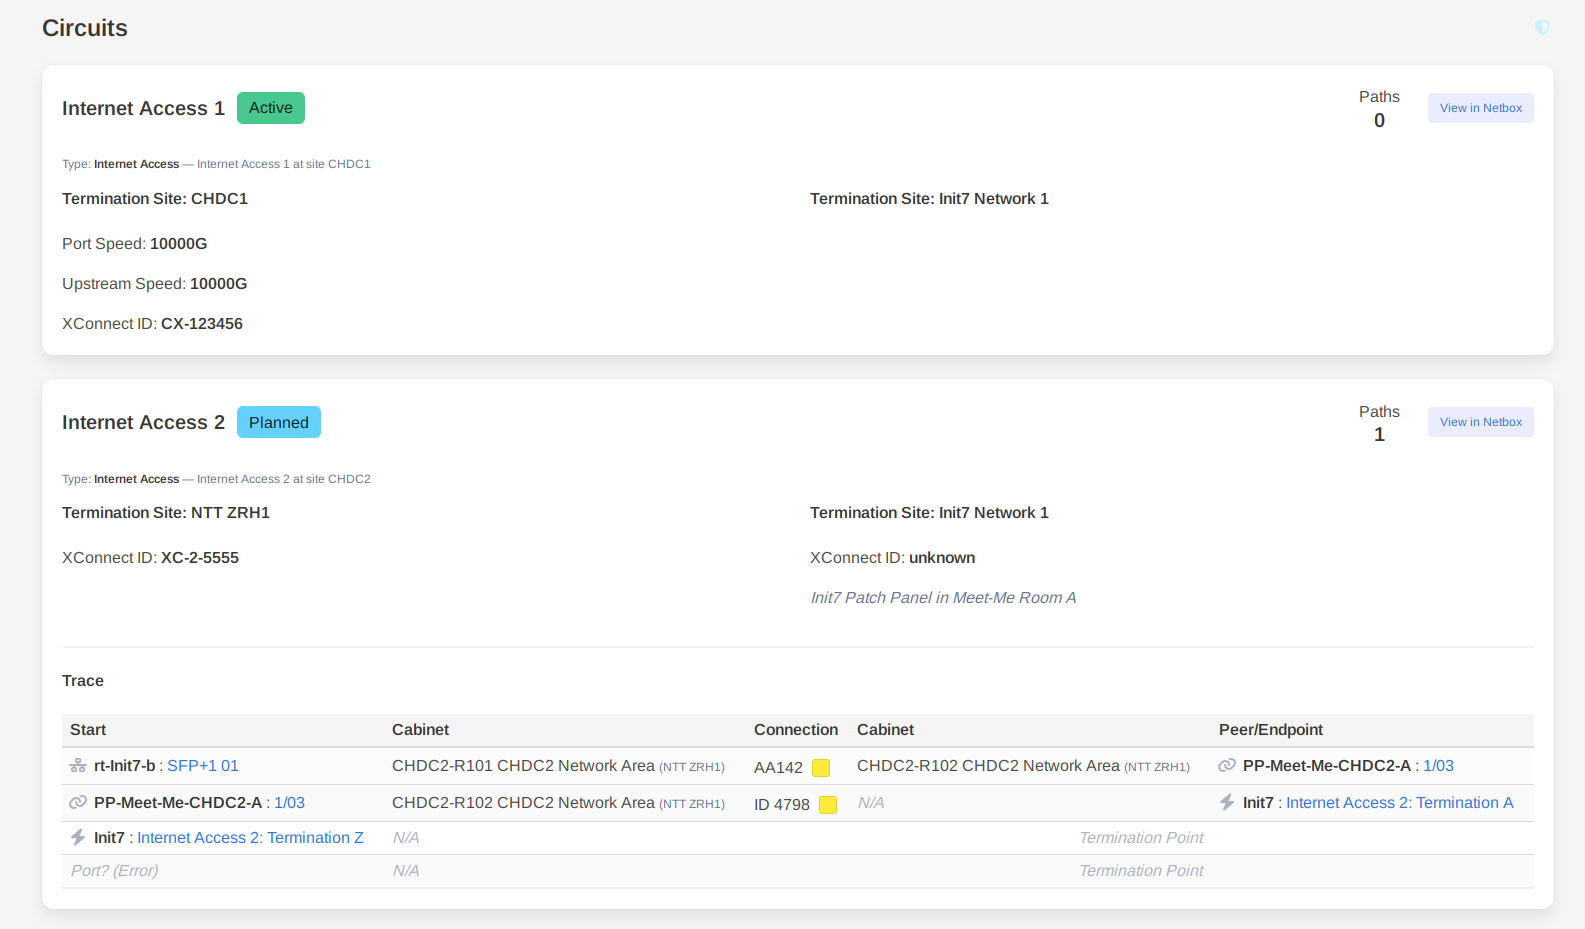 Circuits
Internet Access 1 Active Paths 0 View in Netbox
Type: Internet Access — Internet Access 1 at site CHDC1
Termination Site: CHDC1 Termination Site: Init7 Network 1
Port Speed: 10000G
Upstream Speed: 10000G
XConnect ID: CX-123456
Internet Access 2 Planned Paths 1 View in Netbox
Type: Internet Access — Internet Access 2 at site CHDC2
Termination Site: NTT ZRH1 Termination Site: Init7 Network 1
XConnect ID: XC-2-5555 XConnect ID: unknown
Init7 Patch Panel in Meet-Me Room A
Trace
Start Cabinet Connection Cabinet Peer/Endpoint
rt-Init7-b : SFP+1 01 CHDC2-R101 CHDC2 Network Area (NTT ZRH1) AA142 CHDC2-R102 CHDC2 Network Area (NTT ZRH1) PP-Meet-Me-CHDC2-A : 1/03
PP-Meet-Me-CHDC2-A : 1/03 CHDC2-R102 CHDC2 Network Area (NTT ZRH1) ID 4798 N/A Init7 : Internet Access 2: Termination A
Init7 : Internet Access 2: Termination Z N/A Termination Point
Port? (Error) N/A Termination Point